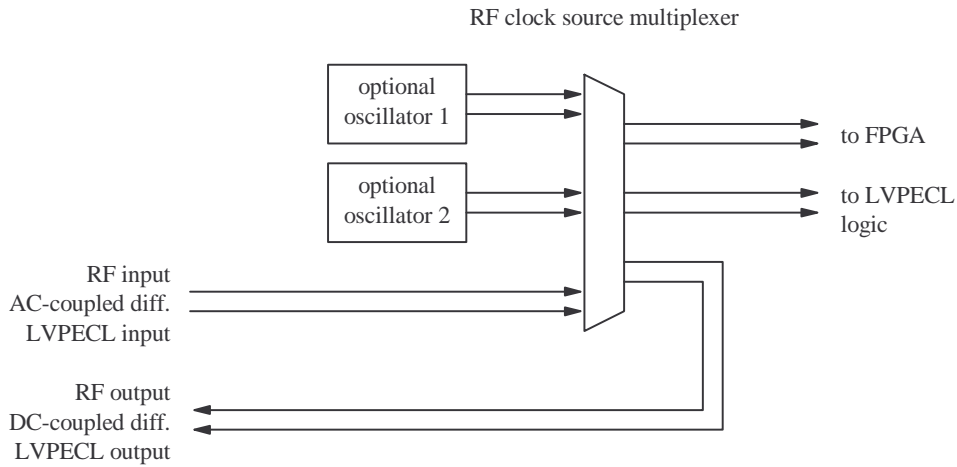 RF clock source multiplexer
optional
oscillator 1
to FPGA
optional
oscillator 2
to LVPECL
logic
RF input
AC-coupled diff.
LVPECL input
RF output
DC-coupled diff.
LVPECL output